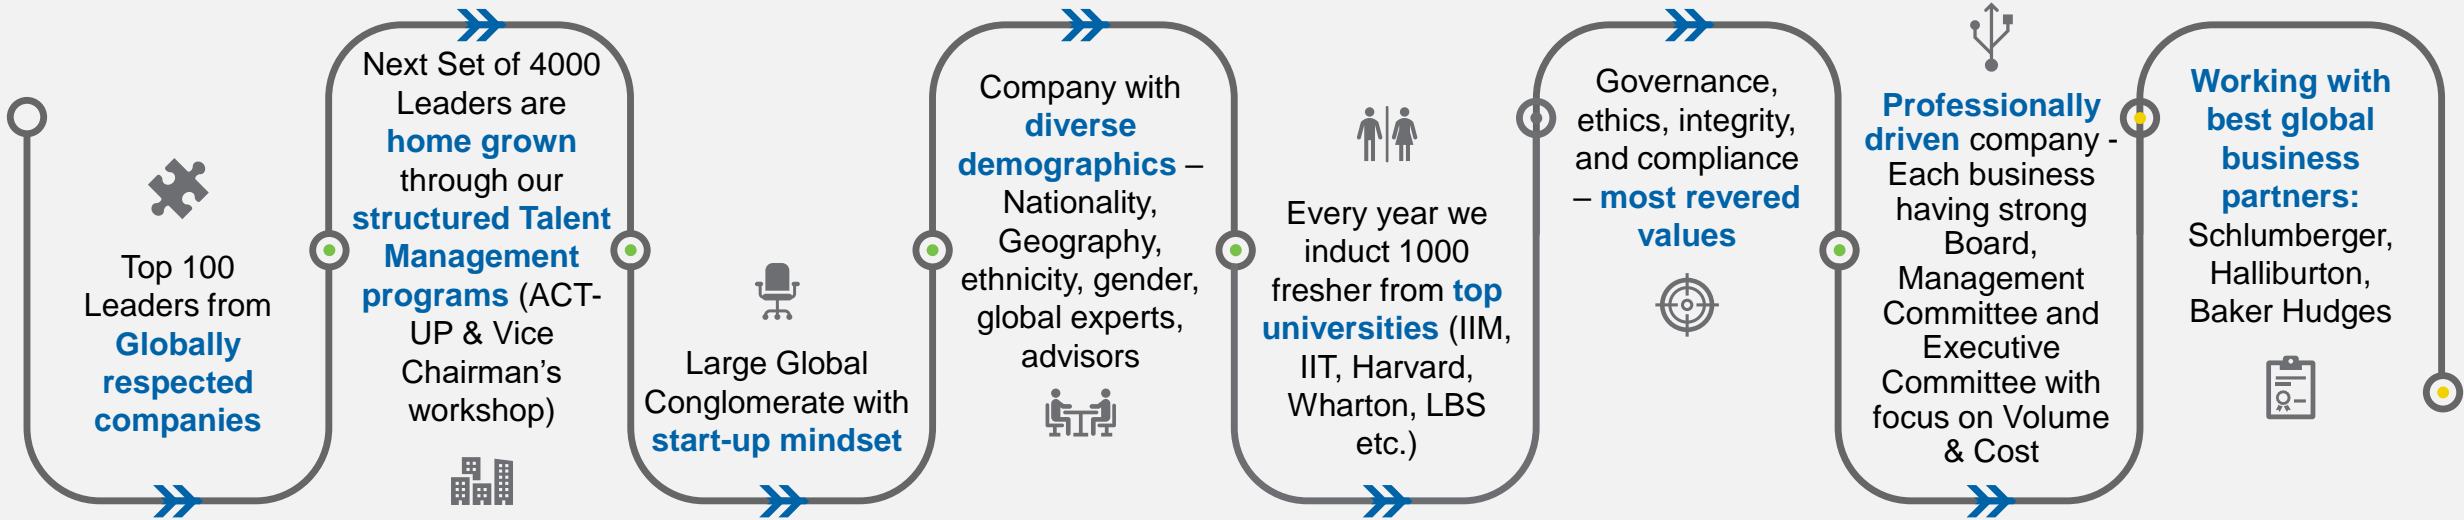 Top 100
Leaders from
Globally
respected
companies
Next Set of 4000
Leaders are
home grown
through our
structured Talent
Management
programs (ACT-
UP & Vice
Chairman’s
workshop)
Large Global
Conglomerate with
start-up mindset
Company with
diverse
demographics –
Nationality,
Geography,
ethnicity, gender,
global experts,
advisors
Every year we
induct 1000
fresher from top
universities (IIM,
IIT, Harvard,
Wharton, LBS
etc.)
Governance,
ethics, integrity,
and compliance
– most revered
values
Professionally
driven company -
Each business
having strong
Board,
Management
Committee and
Executive
Committee with
focus on Volume
& Cost
Working with
best global
business
partners:
Schlumberger,
Halliburton,
Baker Hudges